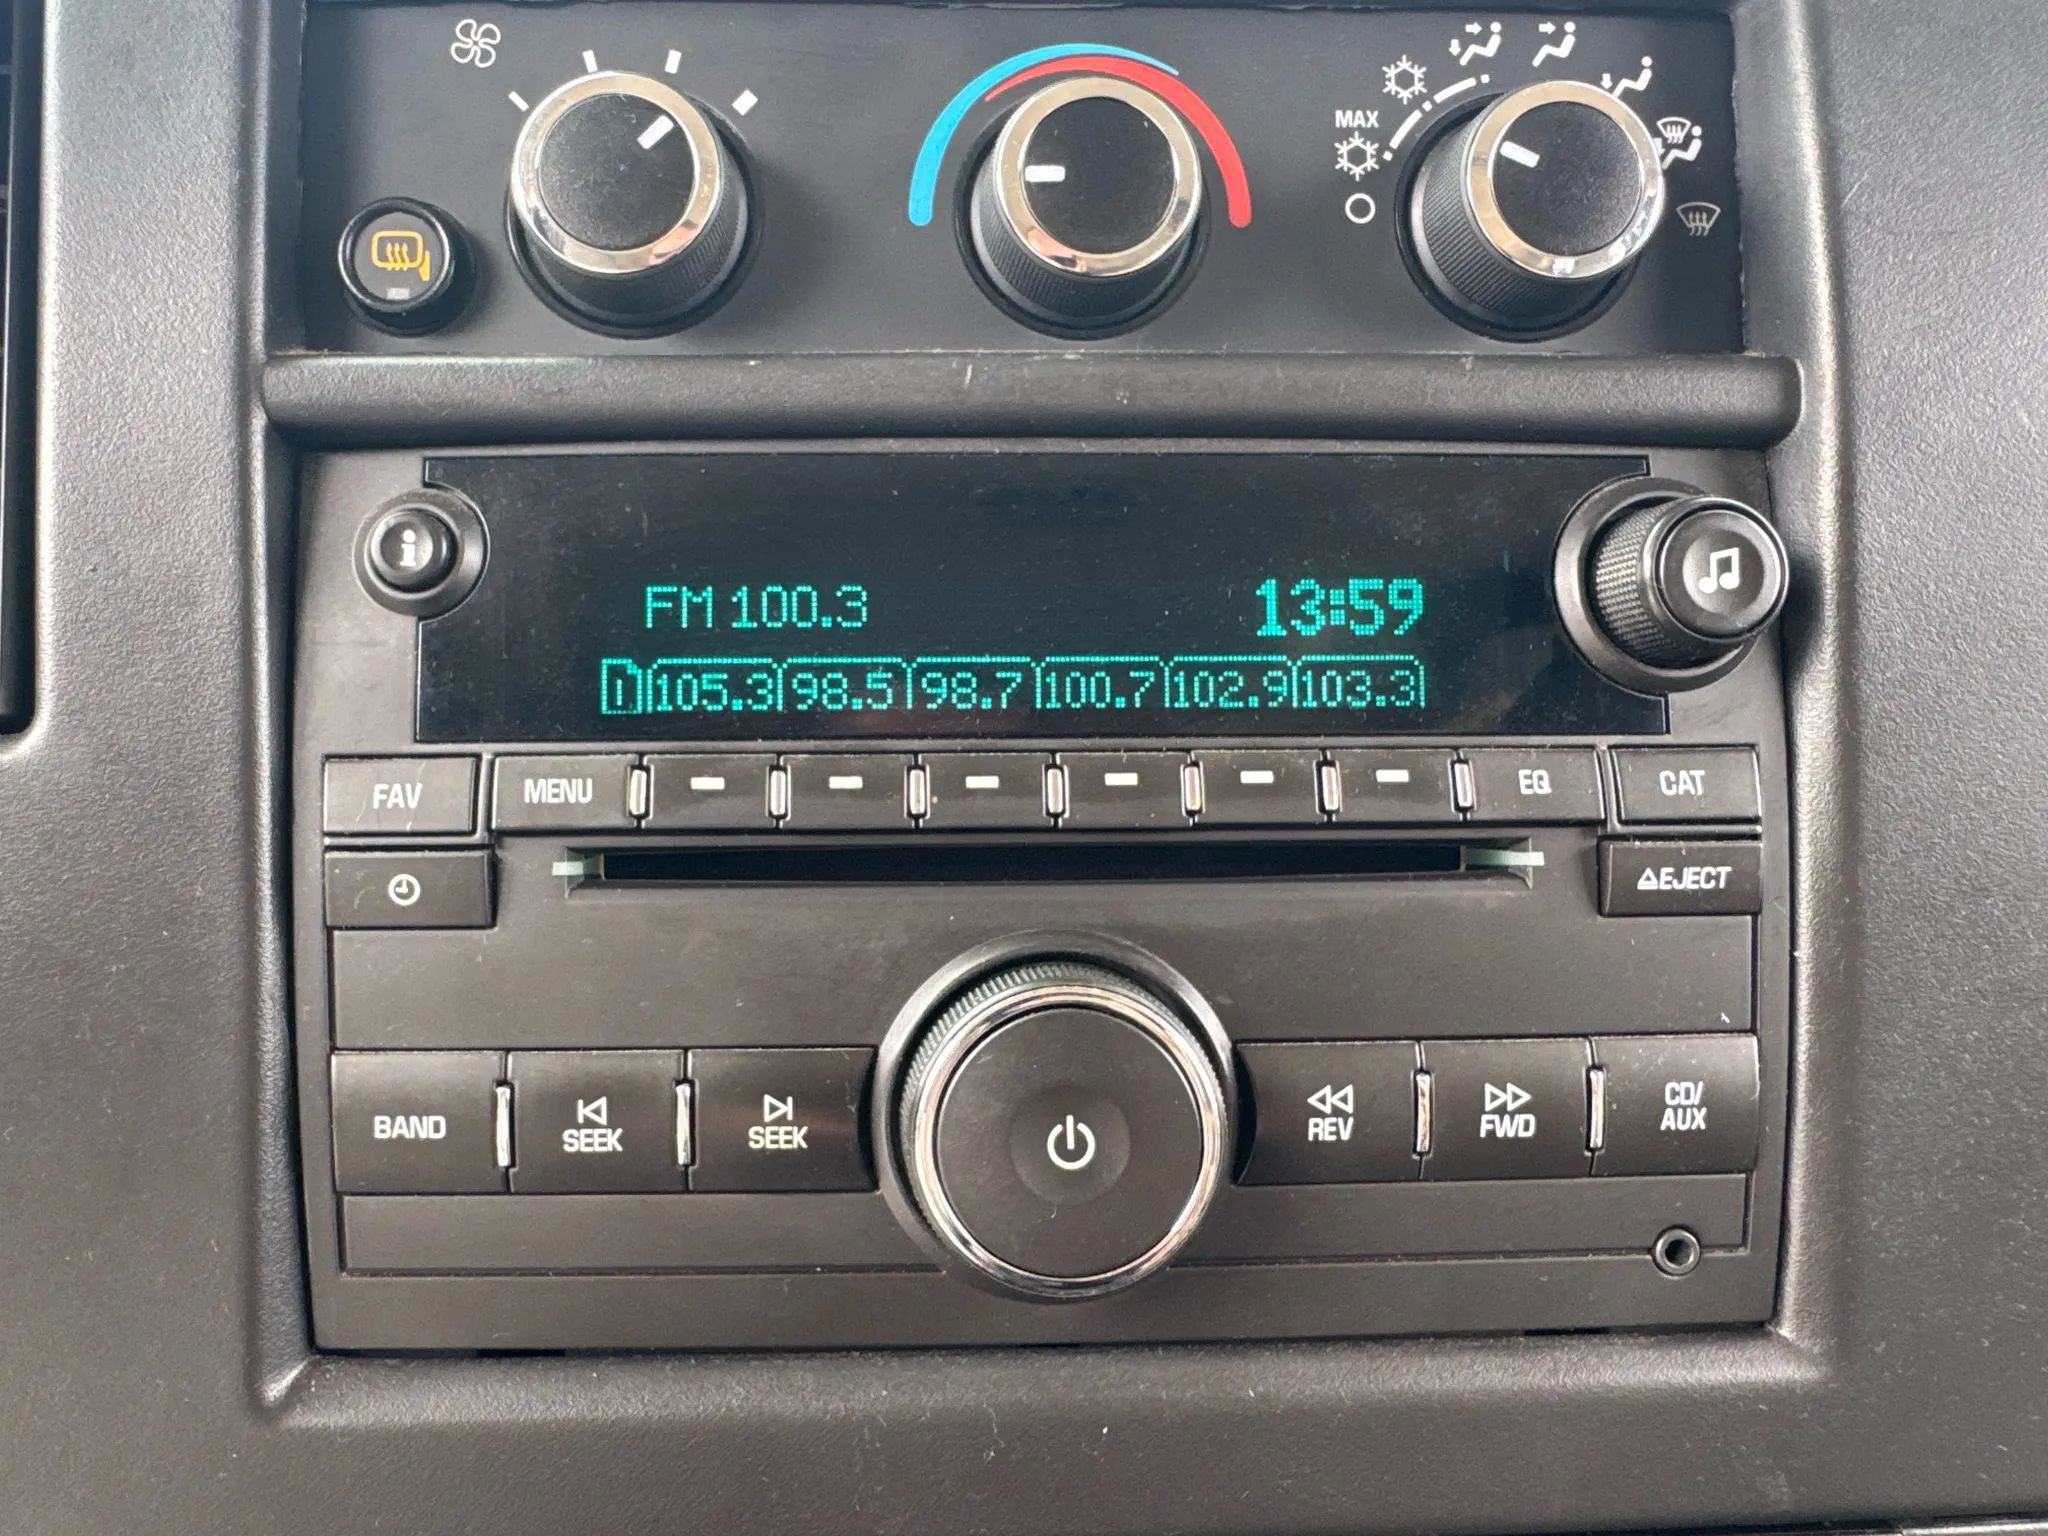 MAX
i
FM 100.3 13:59
1 105.3 98.5 98.7 100.7 102.9 103.3
FAV MENU EQ CAT
EJECT
BAND SEEK SEEK REV FWD CD/
AUX